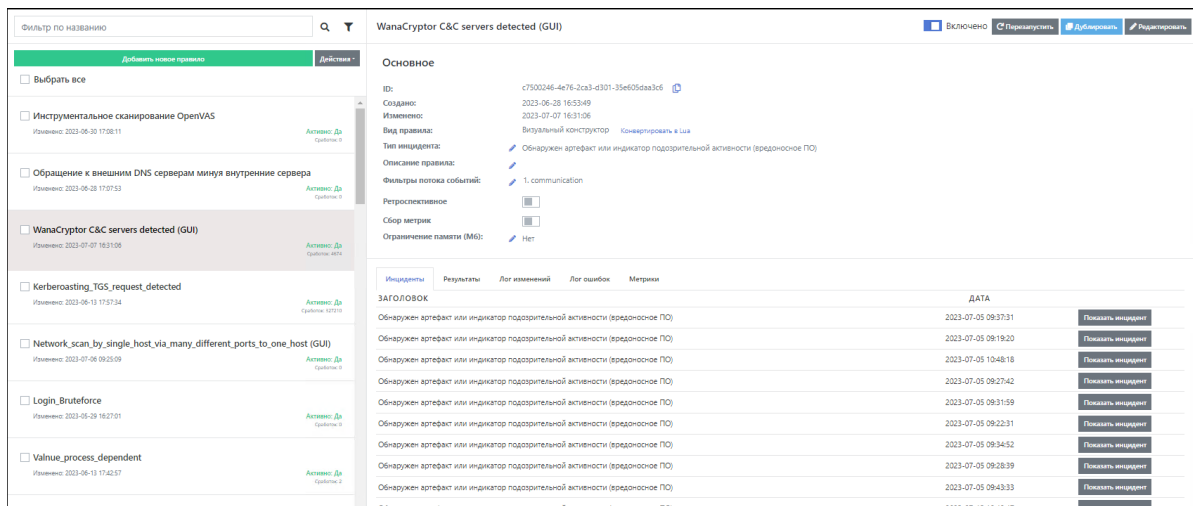 Фильтр по названию
Добавить новое правило
Действия
Выбрать все
Инструментальное сканирование OpenVAS
Изменено: 2023-06-30 17:08:11
Активно: Да
Сработок: 0
Обращение к внешним DNS серверам минуя внутренние сервера
Изменено: 2023-06-28 17:07:53
Активно: Да
Сработок: 0
WanaCryptor C&C servers detected (GUI)
Изменено: 2023-07-07 16:31:06
Активно: Да
Сработок: 4674
Kerberoasting_TGS_request_detected
Изменено: 2023-06-13 17:57:34
Активно: Да
Сработок: 327210
Network_scan_by_single_host_via_many_different_ports_to_one_host (GUI)
Изменено: 2023-07-06 09:25:09
Активно: Да
Сработок: 0
Login_Bruteforce
Изменено: 2023-05-29 16:27:01
Активно: Да
Сработок: 0
Valnue_process_dependent
Изменено: 2023-06-13 17:42:57
Активно: Да
Сработок: 2
WanaCryptor C&C servers detected (GUI)
Включено
Перезапустить
Дублировать
Редактировать
Основное
ID: c7500246-4e76-2ca3-d301-35e605daa3c6
Создано: 2023-06-28 16:53:49
Изменено: 2023-07-07 16:31:06
Вид правила: Визуальный конструктор Конвертировать в Lua
Тип инцидента: Обнаружен артефакт или индикатор подозрительной активности (вредоносное ПО)
Описание правила:
Фильтры потока событий: 1. communication
Ретроспективное
Сбор метрик
Ограничение памяти (Мб): Нет
Инциденты Результаты Лог изменений Лог ошибок Метрики
ЗАГОЛОВОК ДАТА
Обнаружен артефакт или индикатор подозрительной активности (вредоносное ПО) 2023-07-05 09:37:31 Показать инцидент
Обнаружен артефакт или индикатор подозрительной активности (вредоносное ПО) 2023-07-05 09:19:20 Показать инцидент
Обнаружен артефакт или индикатор подозрительной активности (вредоносное ПО) 2023-07-05 10:48:18 Показать инцидент
Обнаружен артефакт или индикатор подозрительной активности (вредоносное ПО) 2023-07-05 09:27:42 Показать инцидент
Обнаружен артефакт или индикатор подозрительной активности (вредоносное ПО) 2023-07-05 09:31:59 Показать инцидент
Обнаружен артефакт или индикатор подозрительной активности (вредоносное ПО) 2023-07-05 09:22:31 Показать инцидент
Обнаружен артефакт или индикатор подозрительной активности (вредоносное ПО) 2023-07-05 09:34:52 Показать инцидент
Обнаружен артефакт или индикатор подозрительной активности (вредоносное ПО) 2023-07-05 09:28:39 Показать инцидент
Обнаружен артефакт или индикатор подозрительной активности (вредоносное ПО) 2023-07-05 09:43:33 Показать инцидент